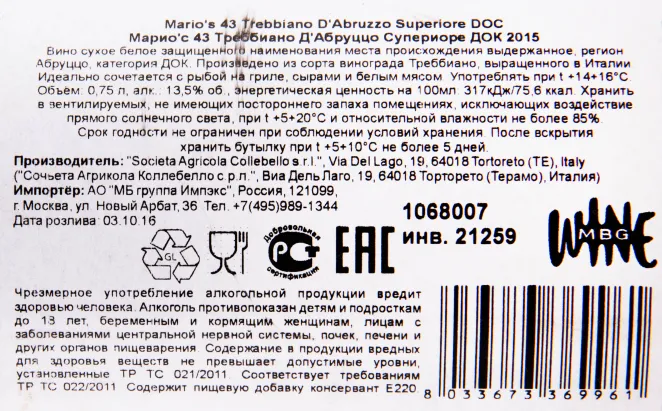 Mario's 43 Trebbiano D'Abruzzo Superiore DOC
Марио'с 43 Треббиано Д'Абруццо Супериоре ДОК 2015
Вино сухое белое защищенного наименования места происхождения выдержанное, регион
Абруццо, категория ДОК. Произведено из сорта винограда Треббиано, выращенного в Италии
Идеально сочетается с рыбой на гриле, сырами и белым мясом. Употреблять при t +14+16°C.
Объем: 0,75 л, алк.: 13,5% об., энергетическая ценность на 100мл: 317кДж/75,6 ккал. Хранить
в вентилируемых, не имеющих постороннего запаха помещениях, исключающих воздействие
прямого солнечного света, при t +5+20°C и относительной влажности не более 85%.
Срок годности не ограничен при соблюдении условий хранения. После вскрытия
хранить бутылку при t +5+10°C не более 5 дней.
Производитель: "Societa Agricola Collebello s.r.l.", Via Del Lago, 19, 64018 Tortoreto (TE), Italy
("Сочьета Агрикола Коллебелло с.р.л.", Виа Дель Лаго, 19, 64018 Торторето (Терамо), Италия)
Импортёр: АО "МБ группа Импэкс", Россия, 121099,
г. Москва, ул. Новый Арбат, 36 Тел. +7(495)989-1344
Дата розлива: 03.10.16
1068007
инв. 21259
WINE
MBG
GL
Добровольная
РСТ
сертификация
EAC
Чрезмерное употребление алкогольной продукции вредит
здоровью человека. Алкоголь противопоказан детям и подросткам
до 18 лет, беременным и кормящим женщинам, лицам с
заболеваниями центральной нервной системы, почек, печени и
других органов пищеварения. Содержание в продукции вредных
для здоровья веществ не превышает допустимые уровни,
установленные ТР ТС 021/2011. Соответствует требованиям
ТР ТС 022/2011. Содержит пищевую добавку консервант Е220.
8 033673 369961